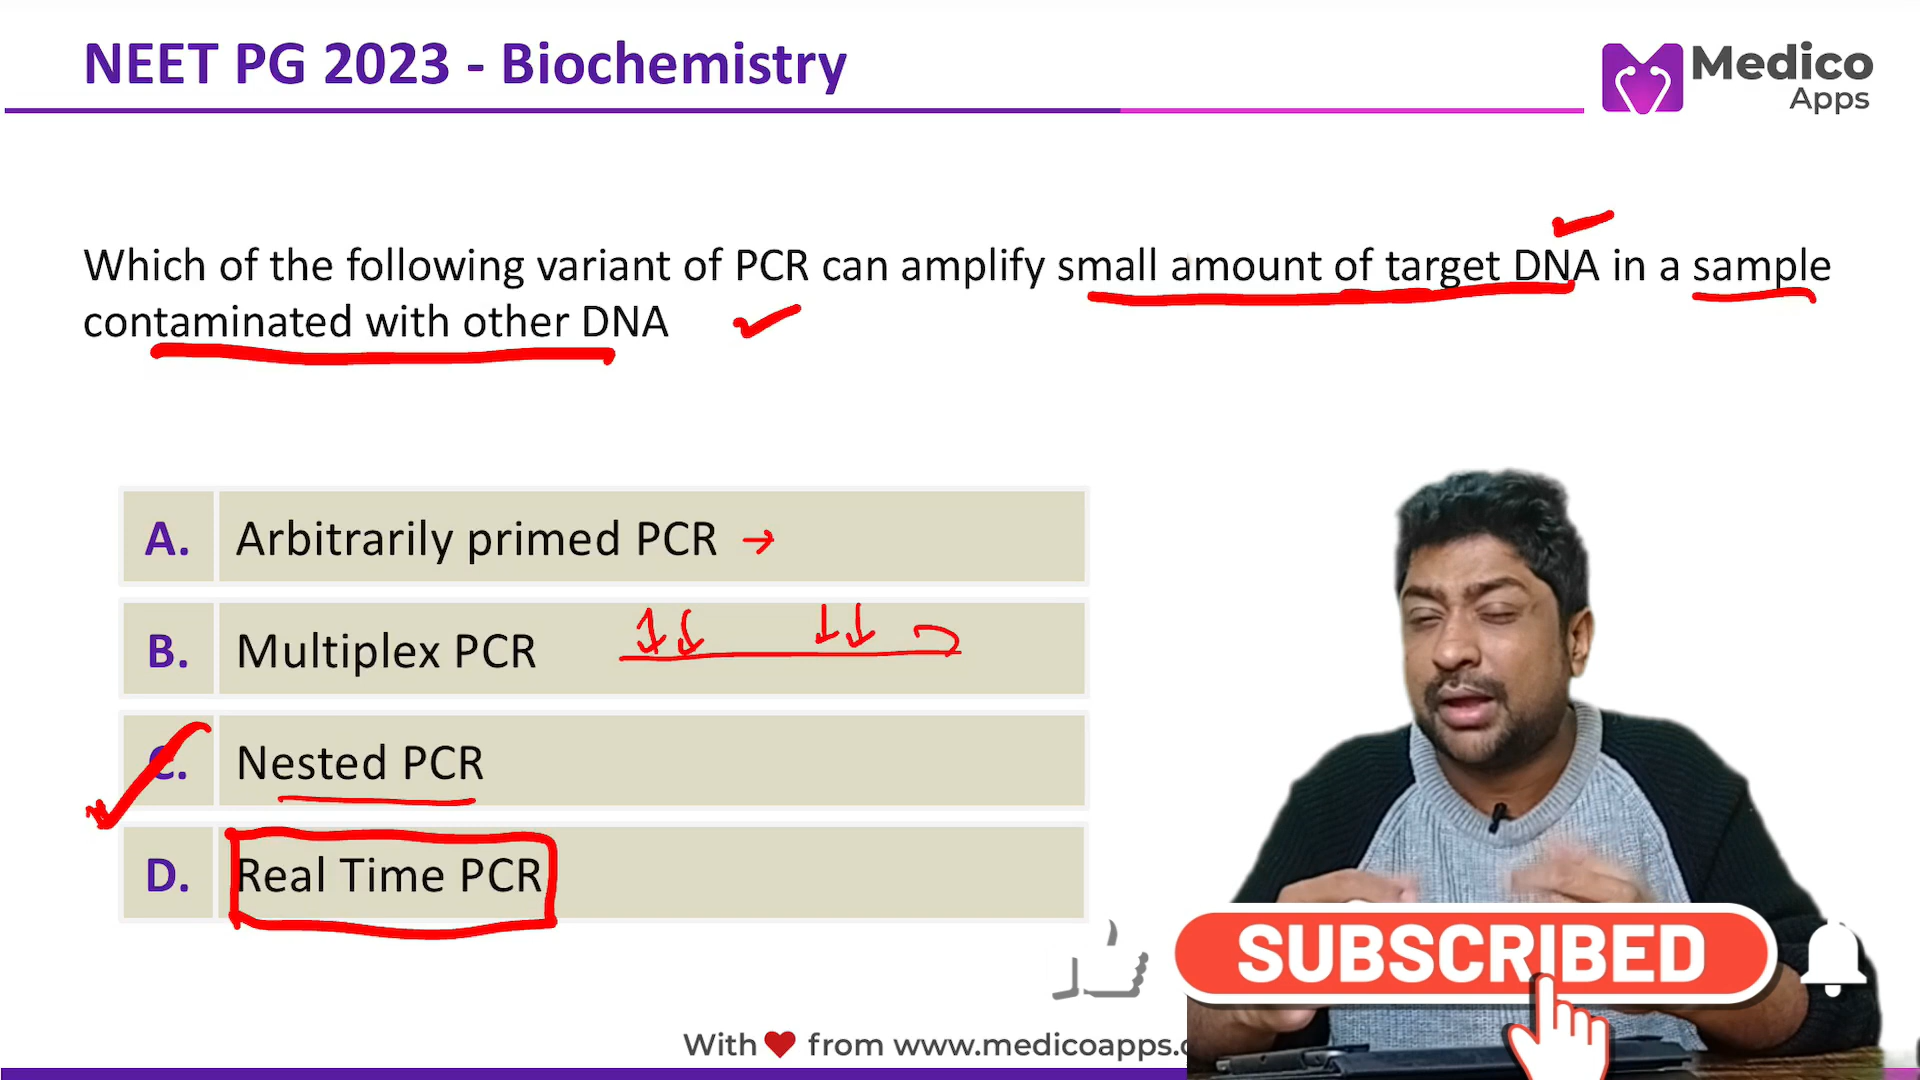 NEET PG 2023 - Biochemistry
Medico
Apps
Which of the following variant of PCR can amplify small amount of target DNA in a sample
contaminated with other DNA
A. Arbitrarily primed PCR
B. Multiplex PCR
C. Nested PCR
D. Real Time PCR
SUBSCRIBED
With ❤ from www.medicoapps.